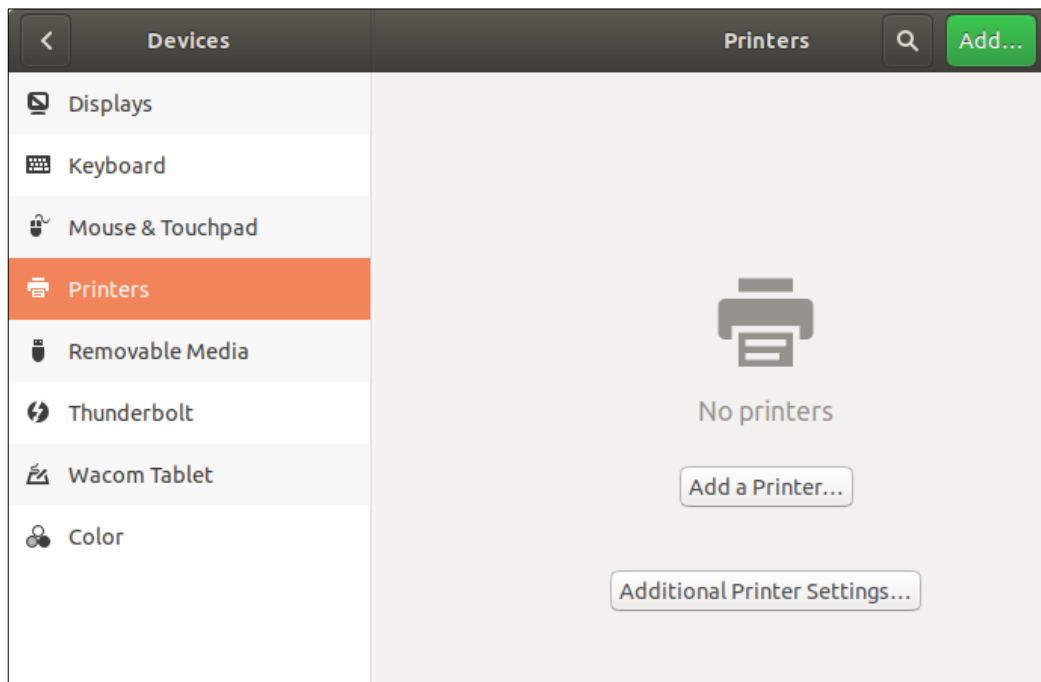 Devices
Printers
Add...
Displays
Keyboard
Mouse & Touchpad
Printers
Removable Media
Thunderbolt
Wacom Tablet
Color
No printers
Add a Printer...
Additional Printer Settings...